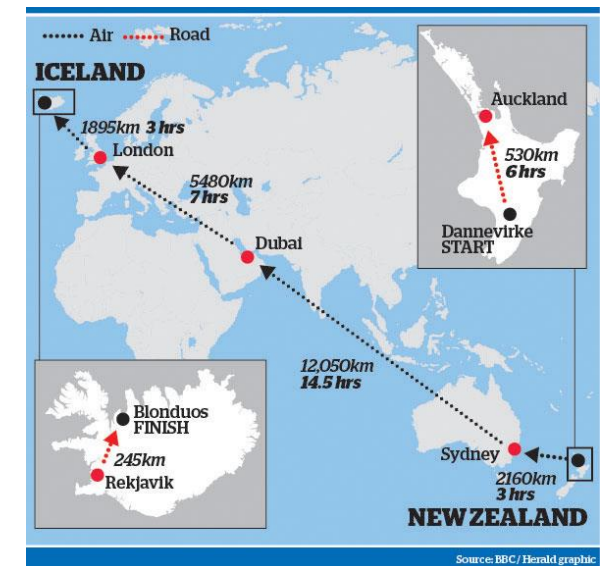 Air Road
ICELAND
1895km 3 hrs
London
5480km
7 hrs
Dubai
12,050km
14.5 hrs
Sydney
2160km
3 hrs
NEW ZEALAND
Auckland
530km
6 hrs
Dannevirke
START
Blonduos
FINISH
245km
Rekjavik
Source: BBC / Herald graphic